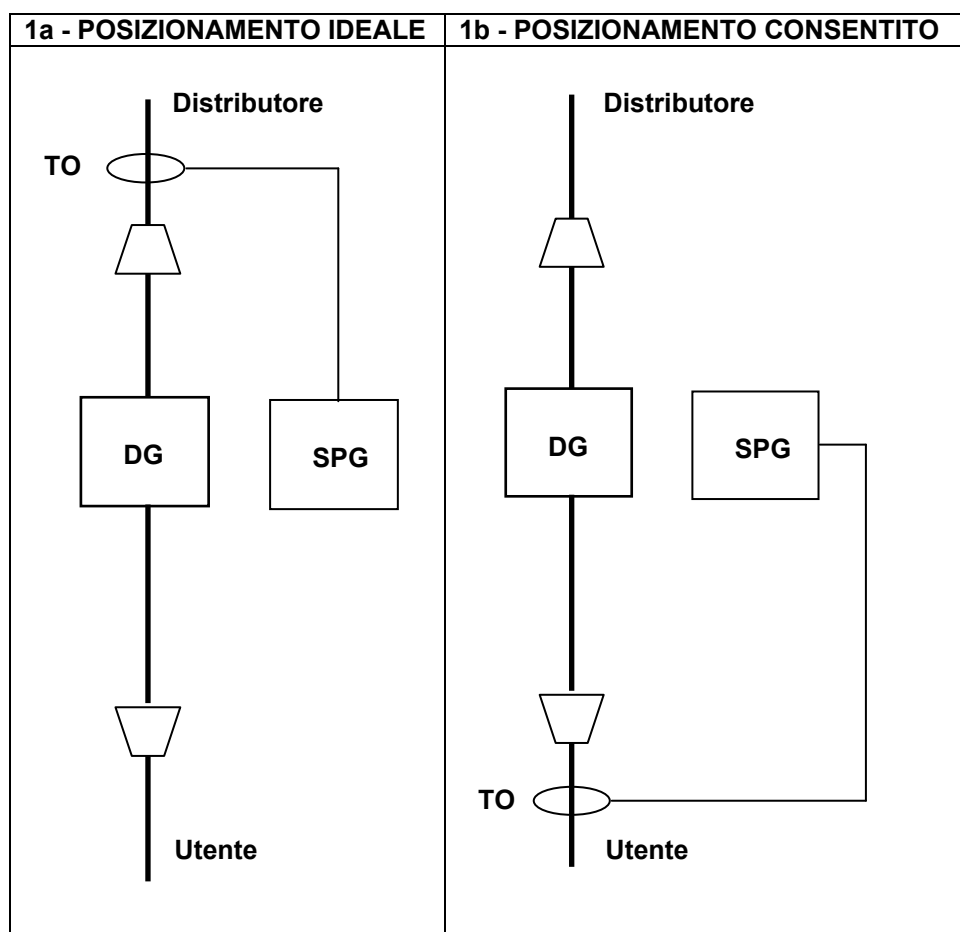 1a - POSIZIONAMENTO IDEALE
1b - POSIZIONAMENTO CONSENTITO
Distributore
TO
DG
SPG
Utente
Distributore
DG
SPG
TO
Utente